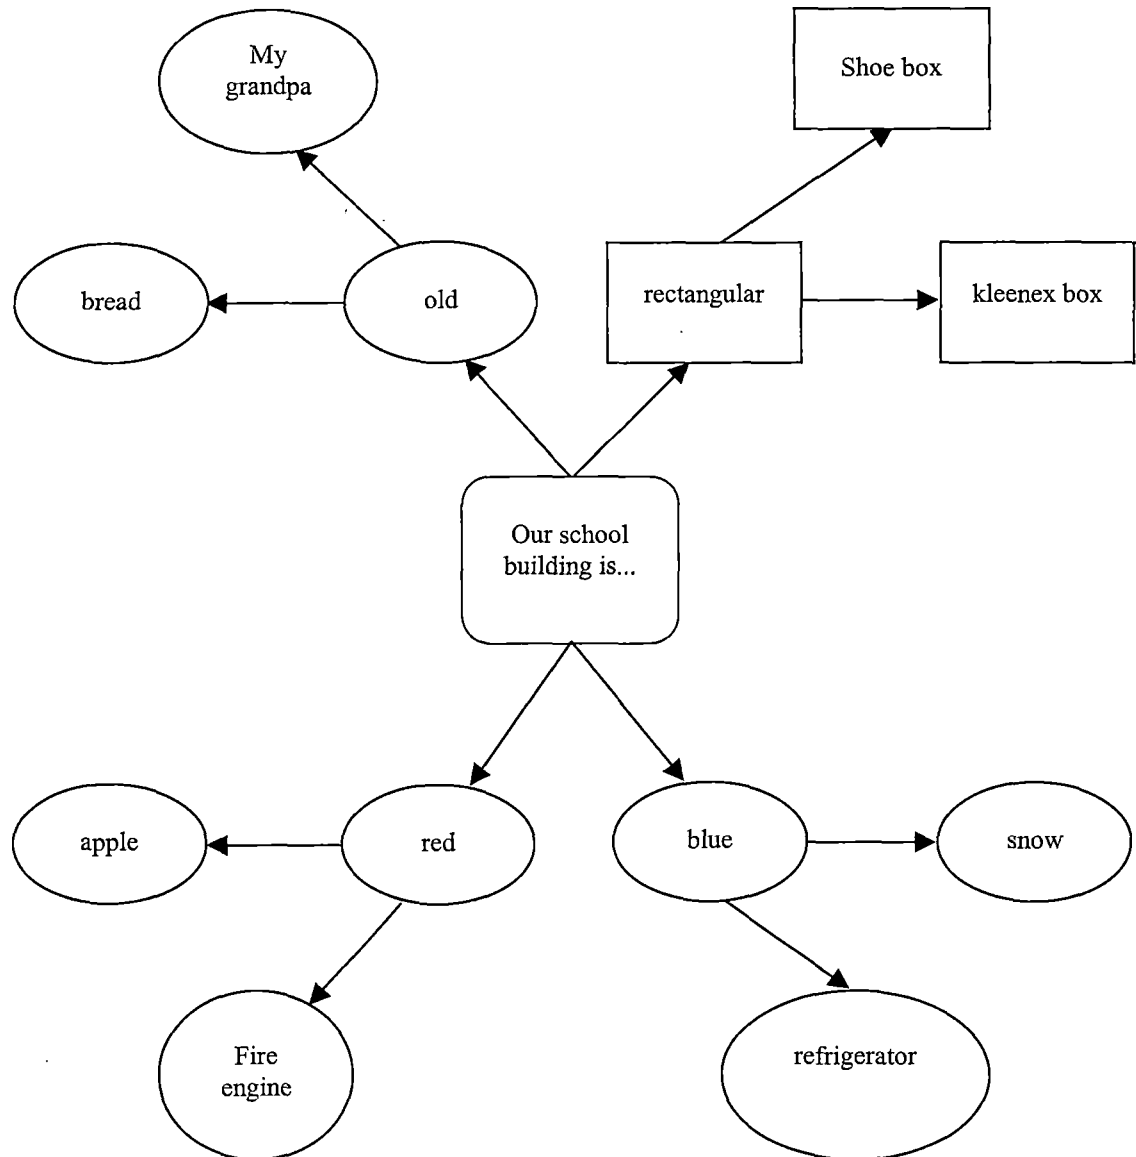 My
grandpa
Shoe box
bread
old
rectangular
kleenex box
Our school
building is...
apple
red
blue
snow
Fire
engine
refrigerator